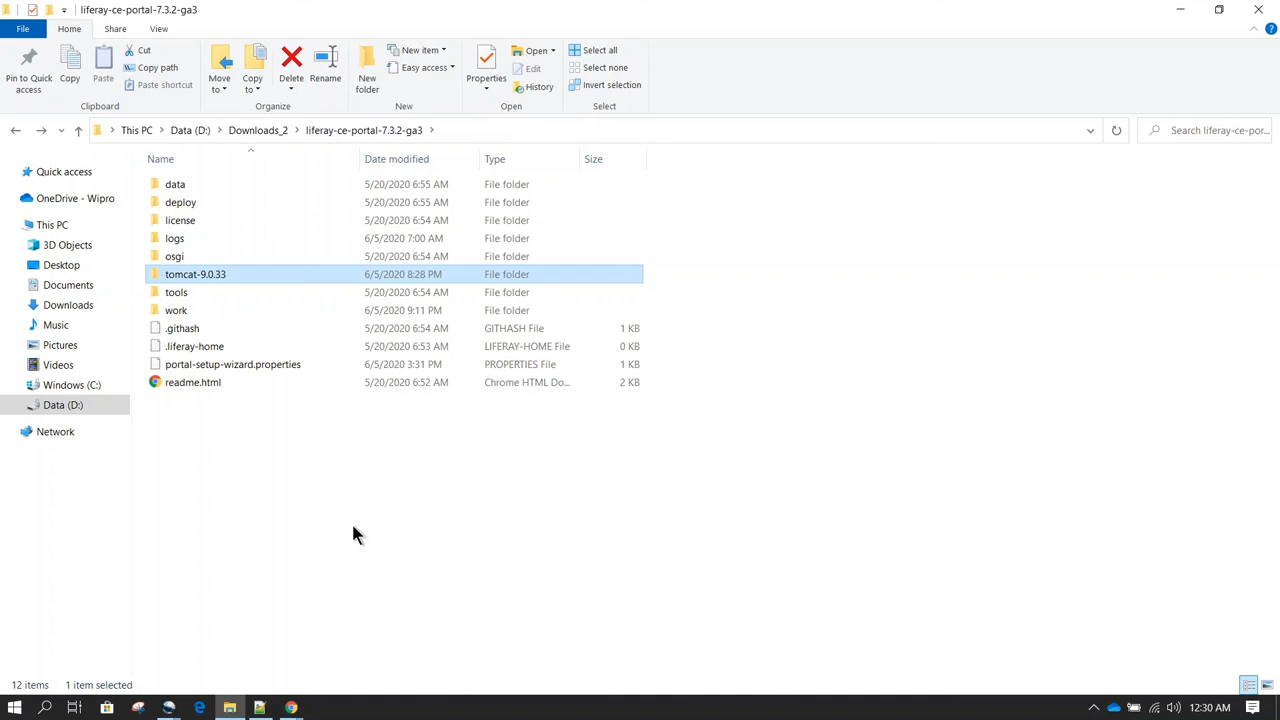 liferay-ce-portal-7.3.2-ga3
File Home Share View
Pin to Quick access
Copy
Paste
Cut
Copy path
Paste shortcut
Clipboard
Move to
Copy to
Delete
Rename
Organize
New folder
New item
Easy access
New
Properties
Open
Edit
History
Open
Select all
Select none
Invert selection
Select
This PC > Data (D:) > Downloads_2 > liferay-ce-portal-7.3.2-ga3 >
Search liferay-ce-por...
Quick access
OneDrive - Wipro
This PC
3D Objects
Desktop
Documents
Downloads
Music
Pictures
Videos
Windows (C:)
Data (D:)
Network
Name Date modified Type Size
data 5/20/2020 6:55 AM File folder
deploy 5/20/2020 6:55 AM File folder
license 5/20/2020 6:54 AM File folder
logs 6/5/2020 7:00 AM File folder
osgi 5/20/2020 6:54 AM File folder
tomcat-9.0.33 6/5/2020 8:28 PM File folder
tools 5/20/2020 6:54 AM File folder
work 6/5/2020 9:11 PM File folder
.githash 5/20/2020 6:54 AM GITHASH File 1 KB
.liferay-home 5/20/2020 6:53 AM LIFERAY-HOME File 0 KB
portal-setup-wizard.properties 6/5/2020 3:31 PM PROPERTIES File 1 KB
readme.html 5/20/2020 6:52 AM Chrome HTML Do... 2 KB
12 items 1 item selected
12:30 AM